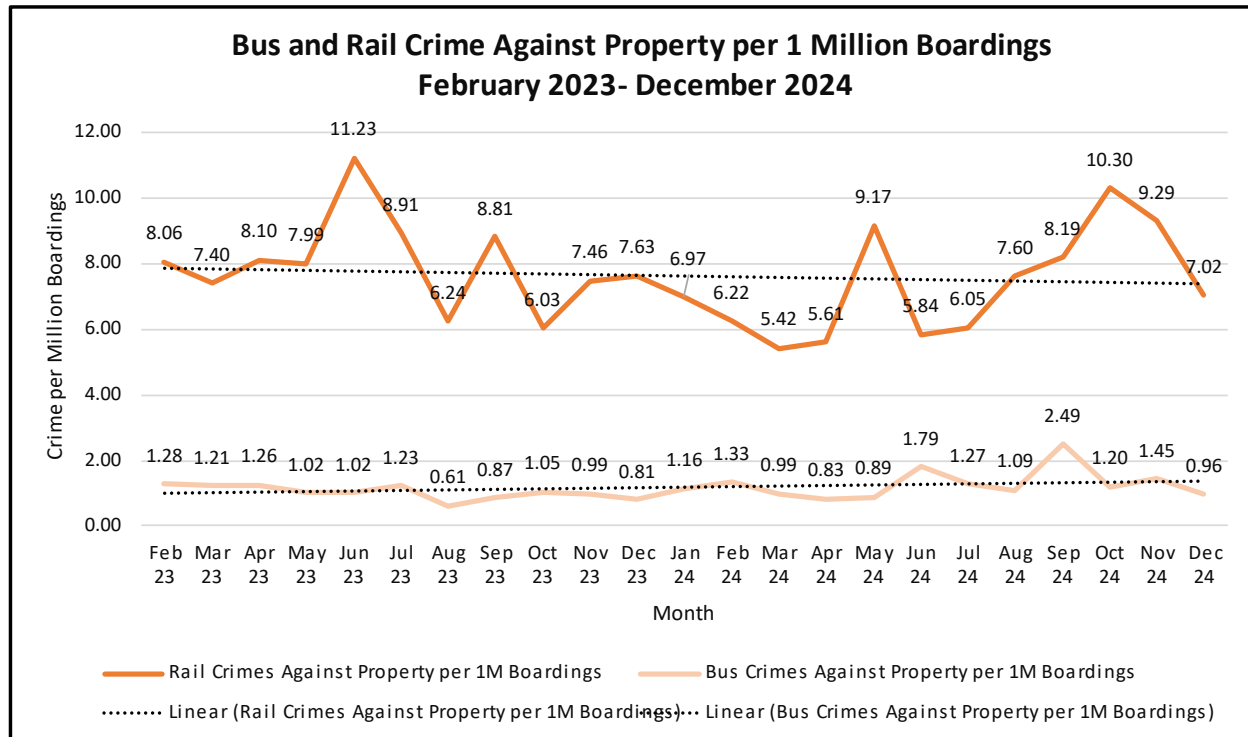 Bus and Rail Crime Against Property per 1 Million Boardings
February 2023- December 2024
Crime per Million Boardings
12.00
10.00
8.00
6.00
4.00
2.00
0.00
8.06 7.40 8.10 7.99 11.23 8.91 6.24 8.81 6.03 7.46 7.63 6.97 6.22 5.42 5.61 9.17 5.84 6.05 7.60 8.19 10.30 9.29 7.02
1.28 1.21 1.26 1.02 1.02 1.23 0.61 0.87 1.05 0.99 0.81 1.16 1.33 0.99 0.83 0.89 1.79 1.27 1.09 2.49 1.20 1.45 0.96
Feb Mar Apr May Jun Jul Aug Sep Oct Nov Dec Jan Feb Mar Apr May Jun Jul Aug Sep Oct Nov Dec
23 23 23 23 23 23 23 23 23 23 23 24 24 24 24 24 24 24 24 24 24 24 24
Month
Rail Crimes Against Property per 1M Boardings
Bus Crimes Against Property per 1M Boardings
Linear (Rail Crimes Against Property per 1M Boardings)
Linear (Bus Crimes Against Property per 1M Boardings)